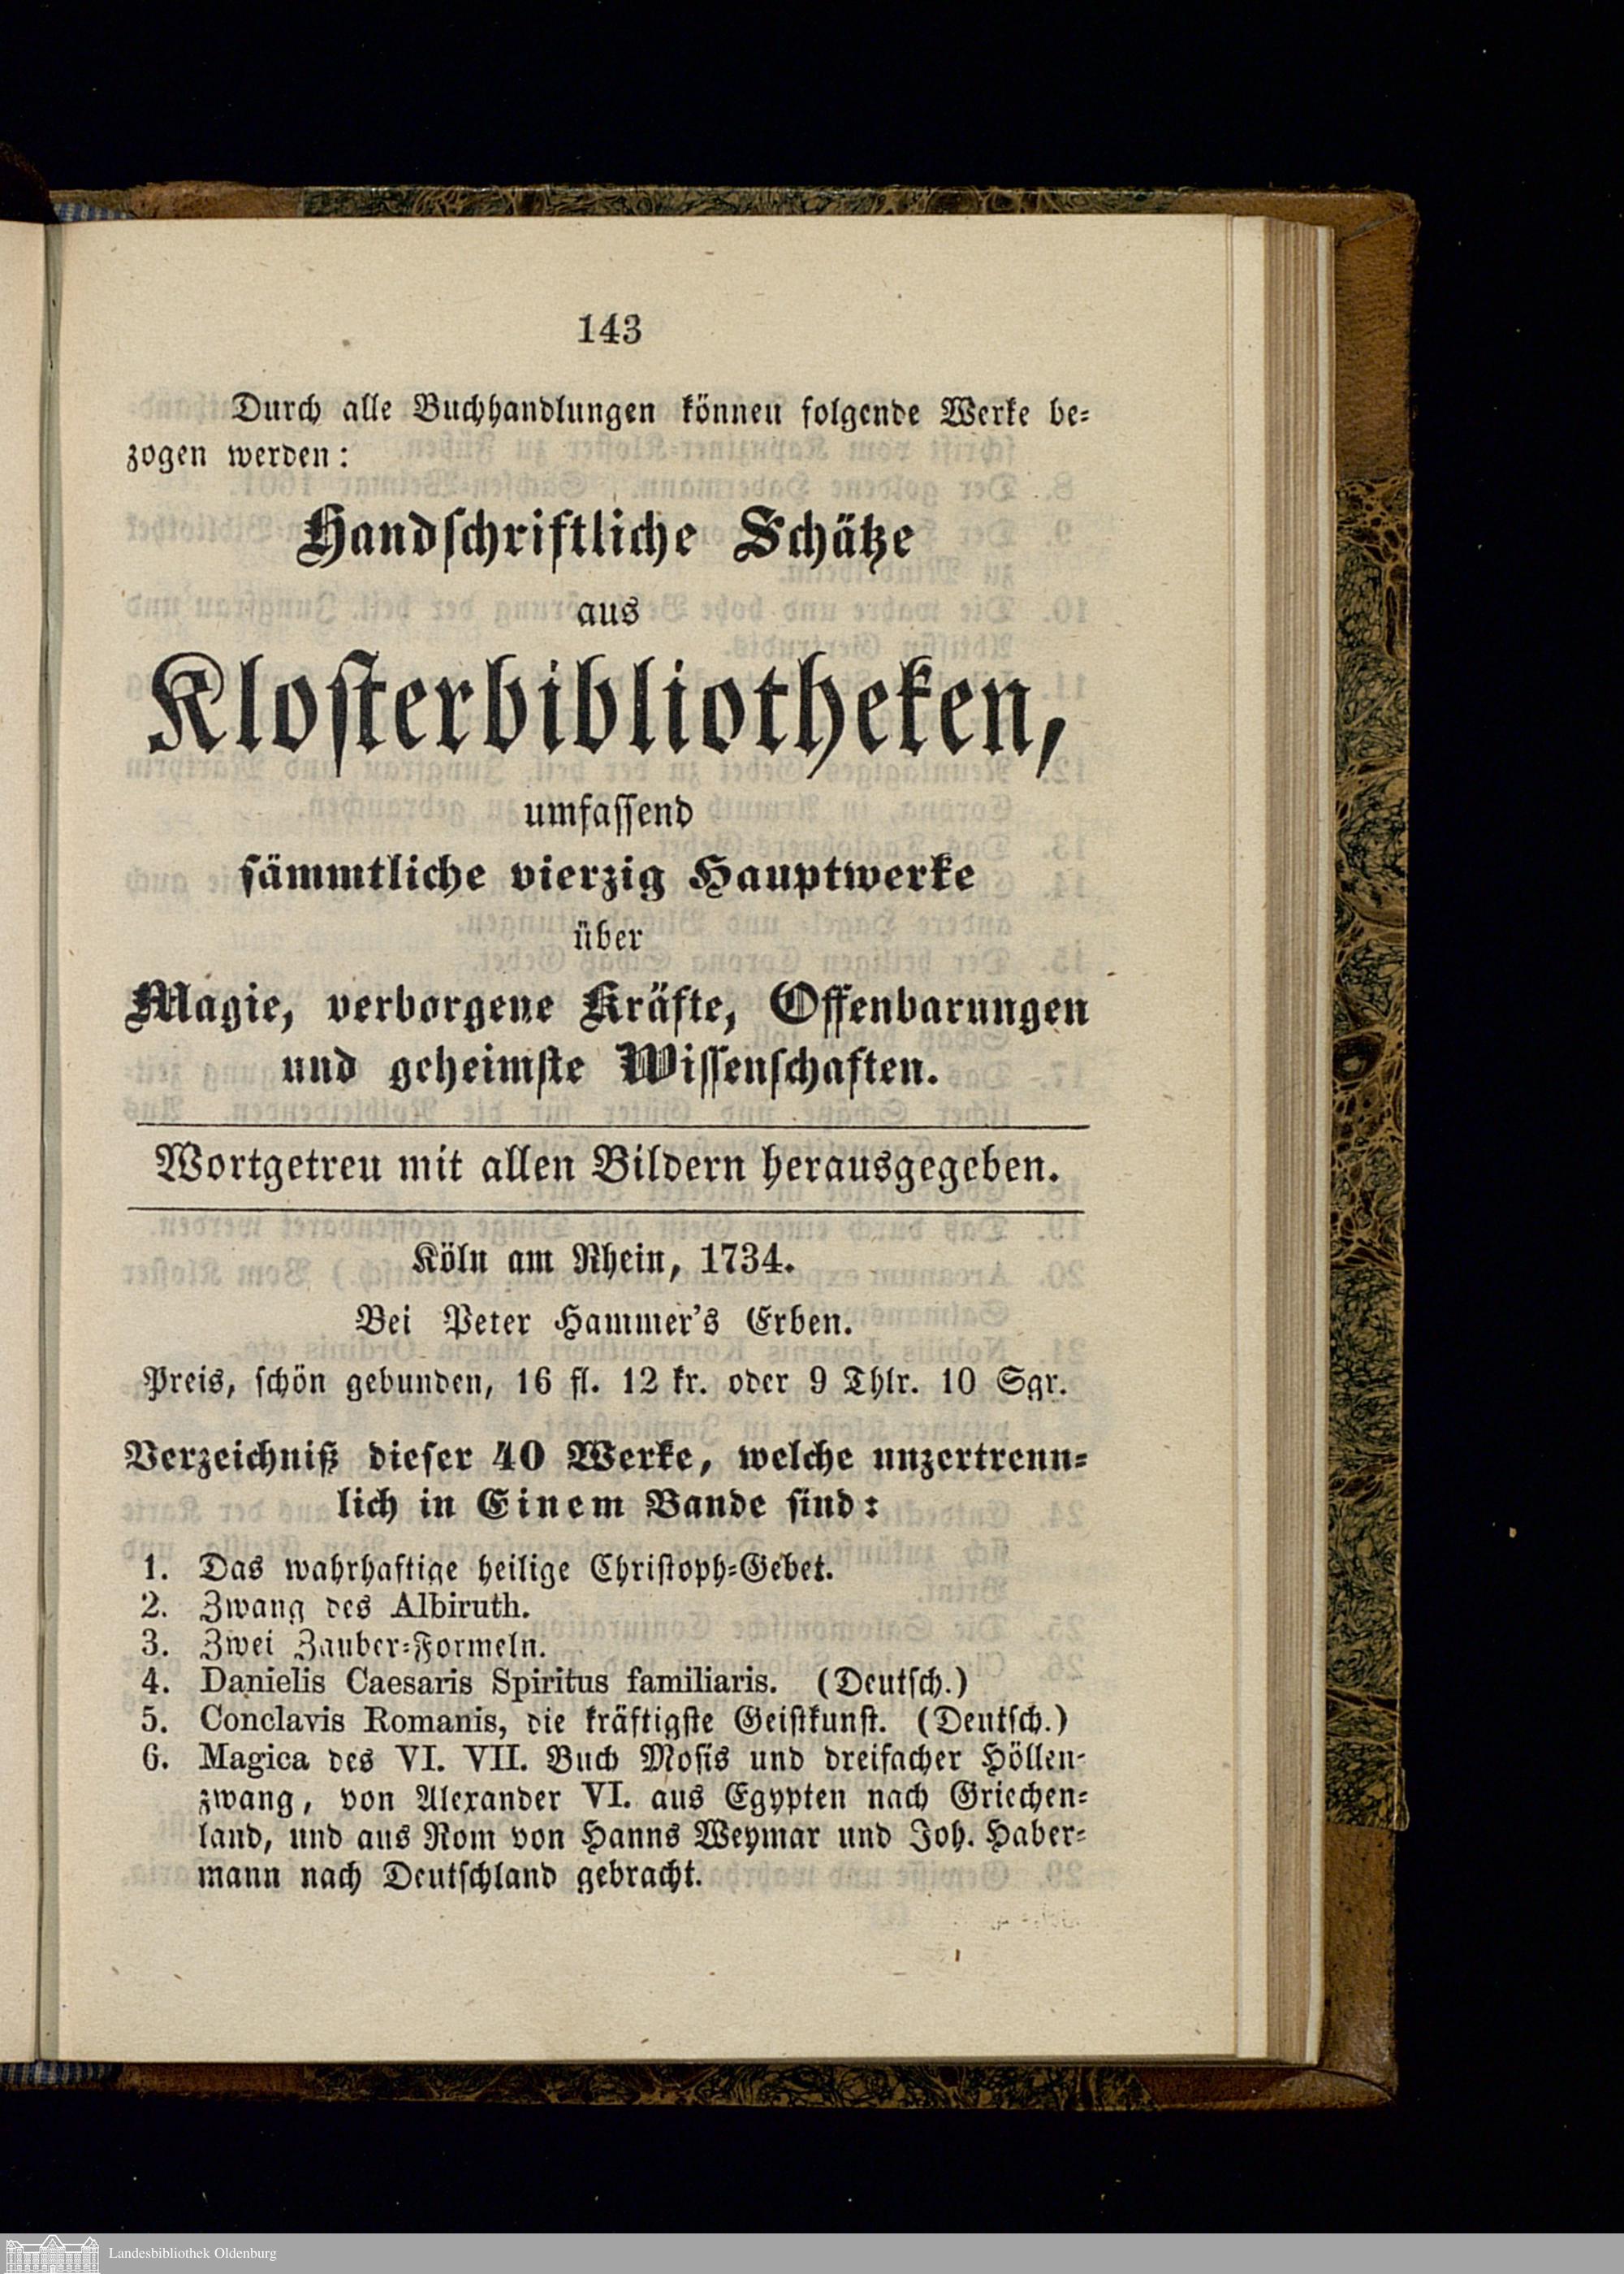 143
Durch alle Buchhandlungen können folgende Werke be-
zogen werden:
Handschriftliche Schätze
aus
Klosterbibliotheken,
umfassend
sämmtliche vierzig Hauptwerke
über
Magie, verborgene Kräfte, Offenbarungen
und geheimste Wissenschaften.
Wortgetreu mit allen Bildern herausgegeben.
Köln am Rhein, 1734.
Bei Peter Hammer's Erben.
Preis, schön gebunden, 16 fl. 12 kr. oder 9 Thlr. 10 Sgr.
Verzeichniß dieser 40 Werke, welche unzertrenn-
lich in Einem Bande sind:
1. Das wahrhaftige heilige Christoph-Gebet.
2. Zwang des Albiruth.
3. Zwei Zauber-Formeln.
4. Danielis Caesaris Spiritus familiaris. (Deutsch.)
5. Conclavis Romanis, die kräftigste Geistkunst. (Deutsch.)
6. Magica des VI. VII. Buch Mosis und dreifacher Höllen-
zwang, von Alexander VI. aus Egypten nach Griechen-
land, und aus Rom von Hanns Weymar und Joh. Haber-
mann nach Deutschland gebracht.
Landesbibliothek Oldenburg